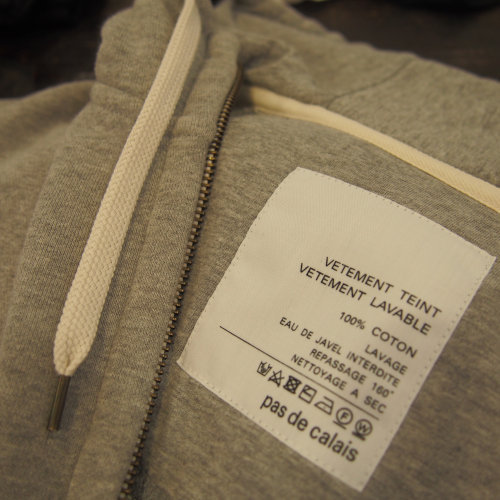 VETEMENT TEINT
VETEMENT LAVABLE
100% COTON
LAVAGE
EAU DE JAVEL INTERDITE
REPASSAGE 160°
NETTOYAGE A SEC
pas de calais